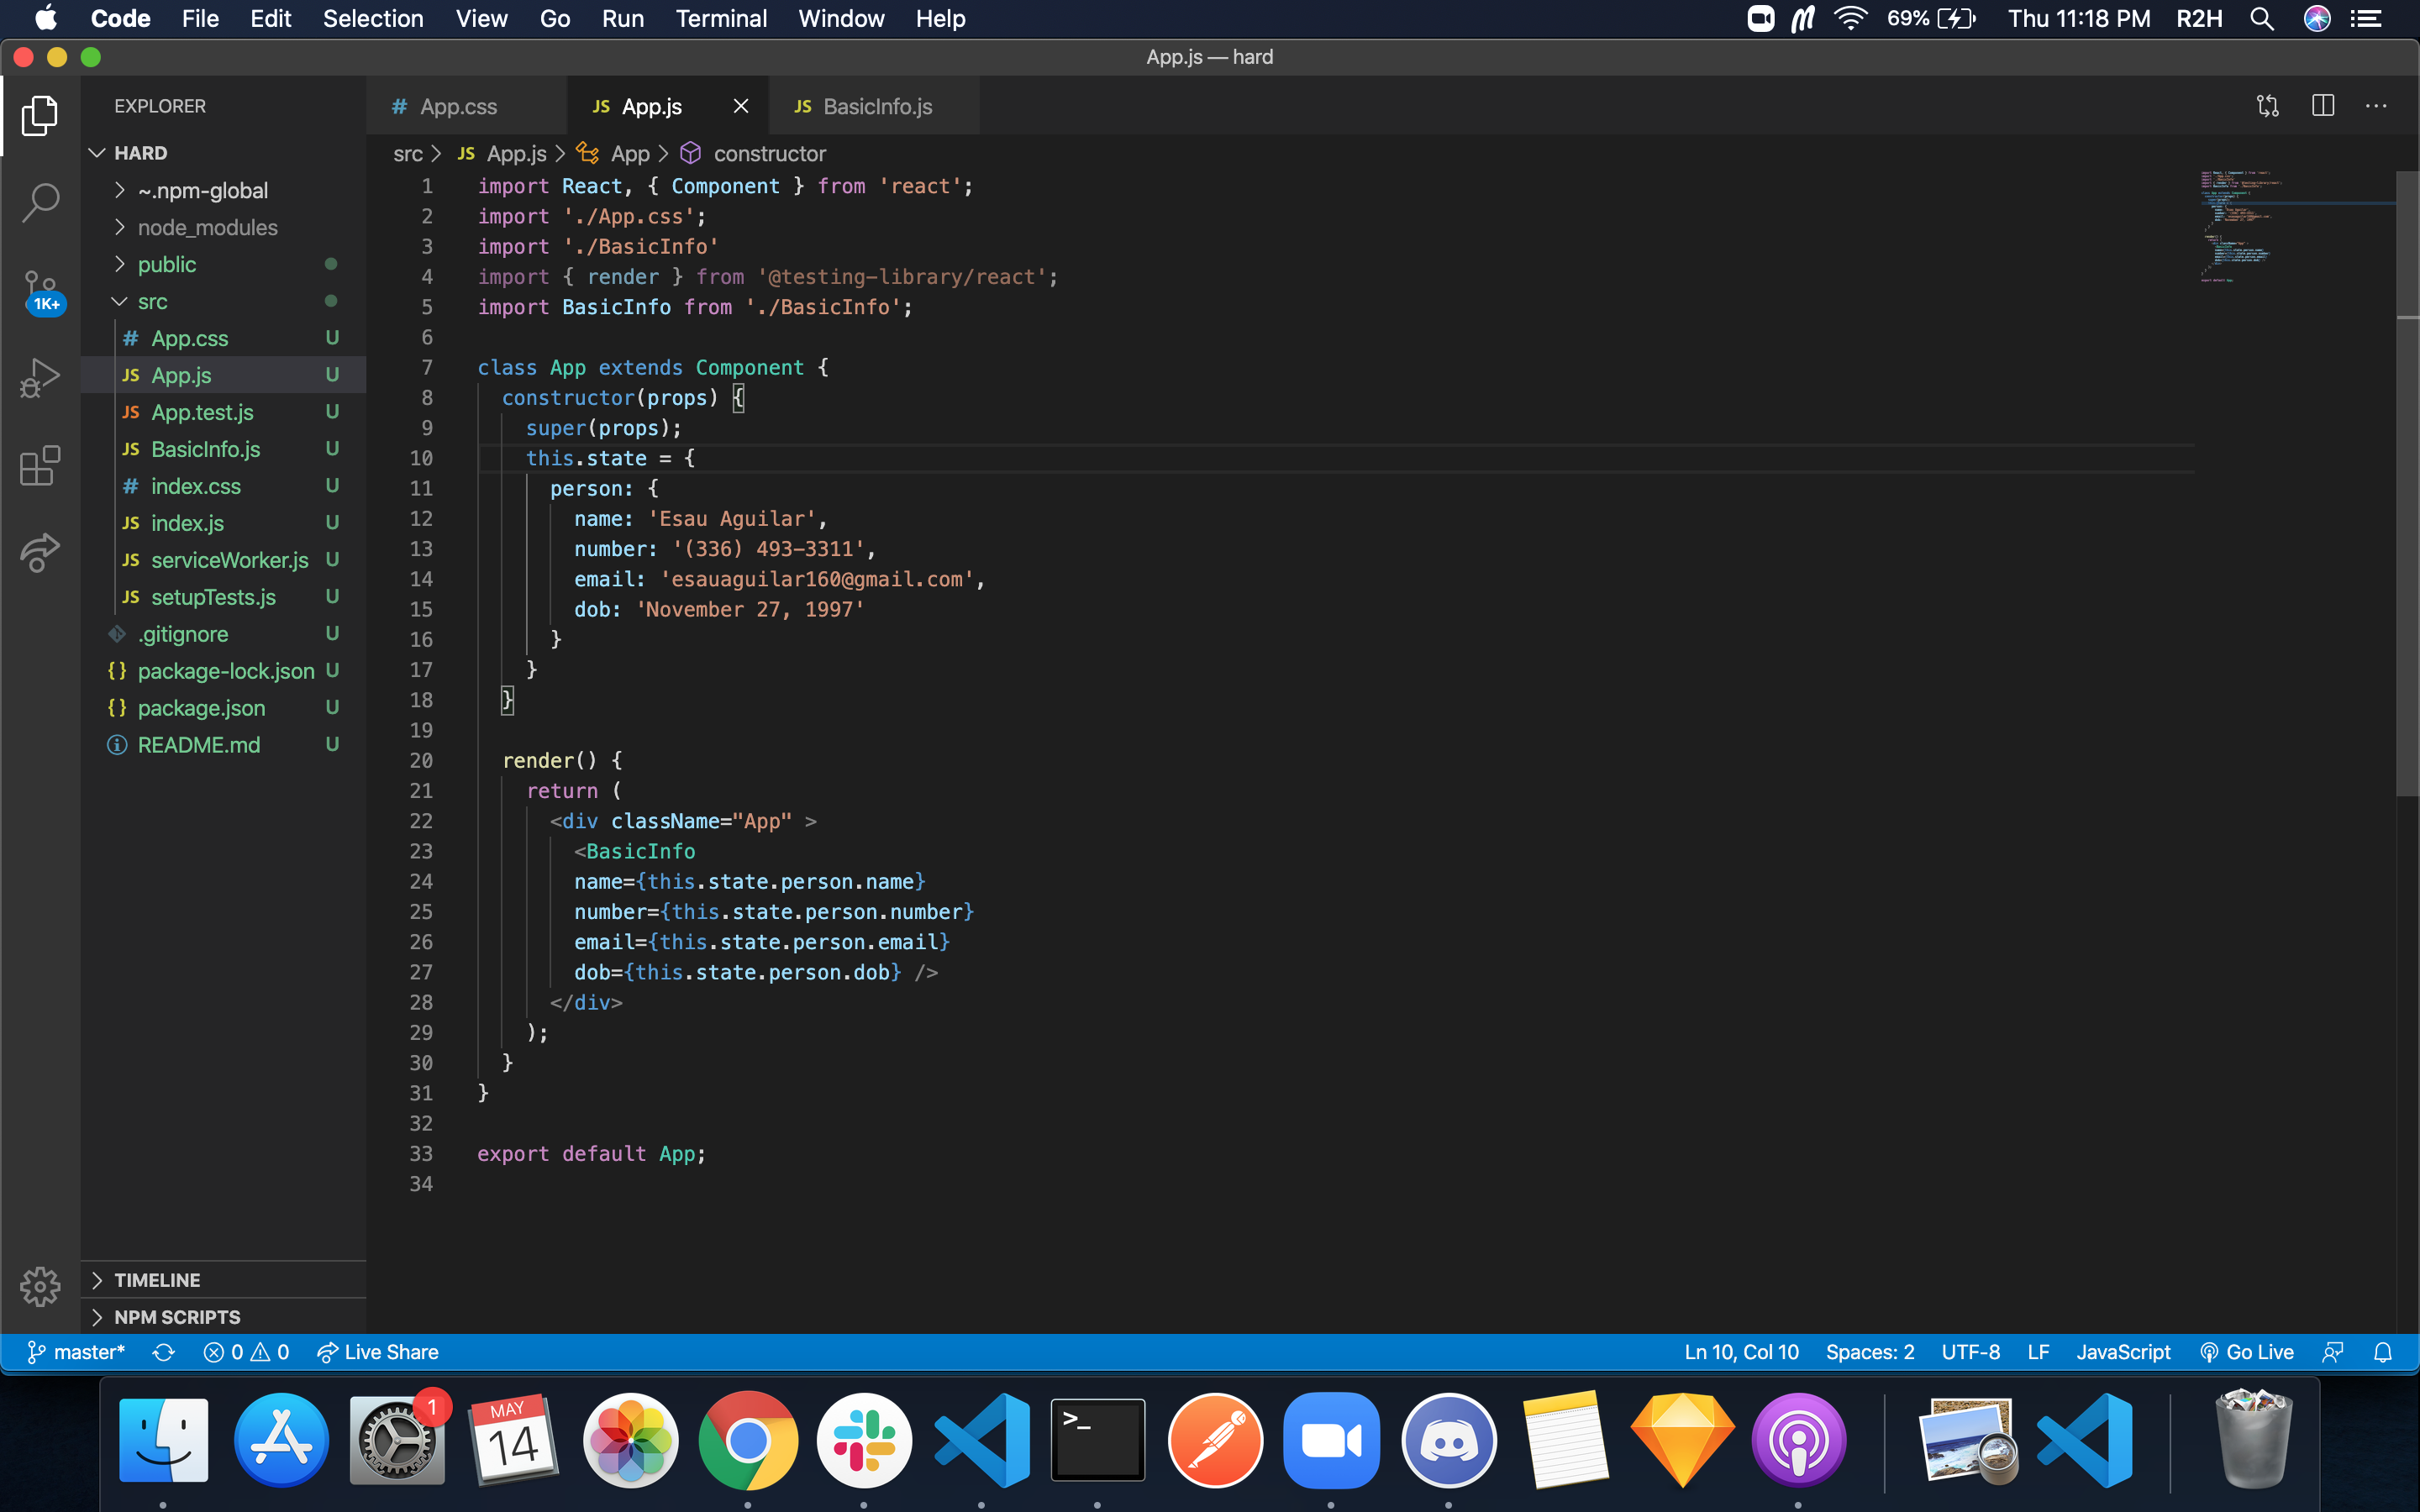 Code File Edit Selection View Go Run Terminal Window Help 69% Thu 11:18 PM R2H
App.js — hard
EXPLORER
# App.css JS App.js JS BasicInfo.js
HARD
src > JS App.js > App > constructor
~.npm-global
node_modules
public
src
# App.css U
JS App.js U
JS App.test.js U
JS BasicInfo.js U
# index.css U
JS index.js U
JS serviceWorker.js U
JS setupTests.js U
.gitignore U
{} package-lock.json U
{} package.json U
README.md U
1K+
TIMELINE
NPM SCRIPTS
1 import React, { Component } from 'react';
2 import './App.css';
3 import './BasicInfo'
4 import { render } from '@testing-library/react';
5 import BasicInfo from './BasicInfo';
6
7 class App extends Component {
8 constructor(props) {
9 super(props);
10 this.state = {
11 person: {
12 name: 'Esau Aguilar',
13 number: '(336) 493-3311',
14 email: 'esauaguilar160@gmail.com',
15 dob: 'November 27, 1997'
16 }
17 }
18 }
19
20 render() {
21 return (
22 <div className="App" >
23 <BasicInfo
24 name={this.state.person.name}
25 number={this.state.person.number}
26 email={this.state.person.email}
27 dob={this.state.person.dob} />
28 </div>
29 );
30 }
31 }
32
33 export default App;
34
master* 0 0 Live Share Ln 10, Col 10 Spaces: 2 UTF-8 LF JavaScript Go Live
1
MAY
14
>_